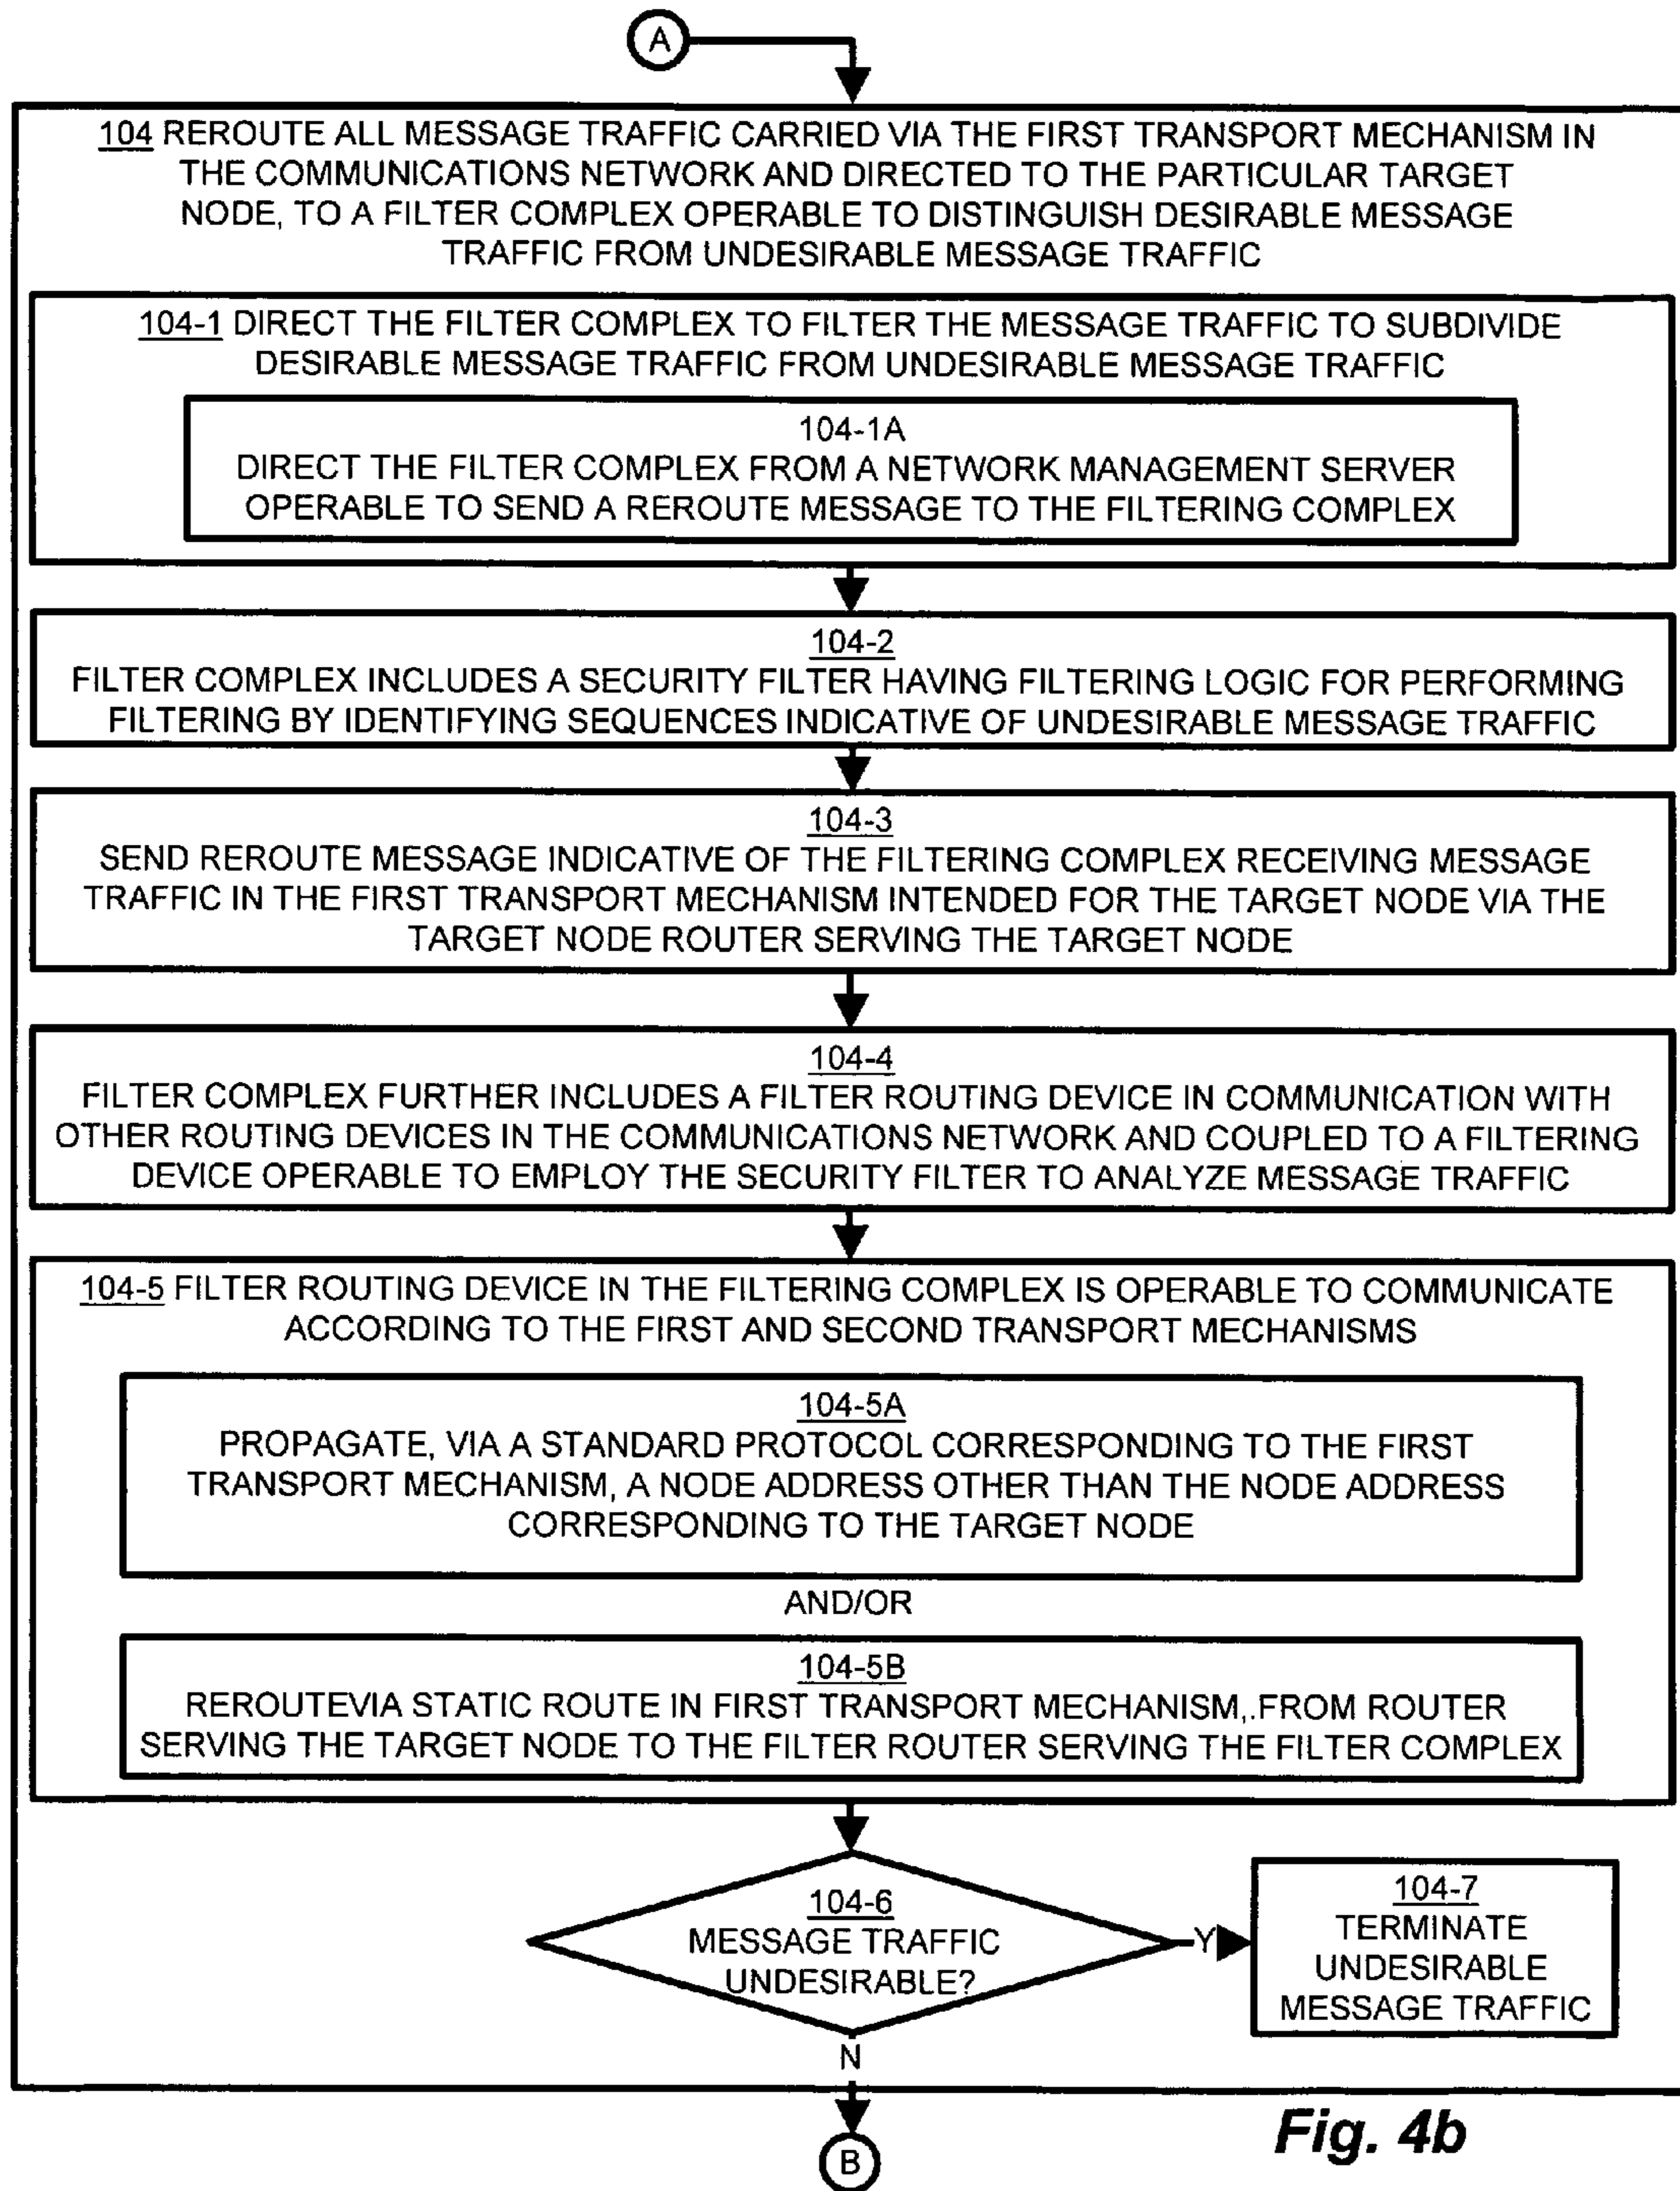 A
104 REROUTE ALL MESSAGE TRAFFIC CARRIED VIA THE FIRST TRANSPORT MECHANISM IN
THE COMMUNICATIONS NETWORK AND DIRECTED TO THE PARTICULAR TARGET
NODE, TO A FILTER COMPLEX OPERABLE TO DISTINGUISH DESIRABLE MESSAGE
TRAFFIC FROM UNDESIRABLE MESSAGE TRAFFIC
104-1 DIRECT THE FILTER COMPLEX TO FILTER THE MESSAGE TRAFFIC TO SUBDIVIDE
DESIRABLE MESSAGE TRAFFIC FROM UNDESIRABLE MESSAGE TRAFFIC
104-1A
DIRECT THE FILTER COMPLEX FROM A NETWORK MANAGEMENT SERVER
OPERABLE TO SEND A REROUTE MESSAGE TO THE FILTERING COMPLEX
104-2
FILTER COMPLEX INCLUDES A SECURITY FILTER HAVING FILTERING LOGIC FOR PERFORMING
FILTERING BY IDENTIFYING SEQUENCES INDICATIVE OF UNDESIRABLE MESSAGE TRAFFIC
104-3
SEND REROUTE MESSAGE INDICATIVE OF THE FILTERING COMPLEX RECEIVING MESSAGE
TRAFFIC IN THE FIRST TRANSPORT MECHANISM INTENDED FOR THE TARGET NODE VIA THE
TARGET NODE ROUTER SERVING THE TARGET NODE
104-4
FILTER COMPLEX FURTHER INCLUDES A FILTER ROUTING DEVICE IN COMMUNICATION WITH
OTHER ROUTING DEVICES IN THE COMMUNICATIONS NETWORK AND COUPLED TO A FILTERING
DEVICE OPERABLE TO EMPLOY THE SECURITY FILTER TO ANALYZE MESSAGE TRAFFIC
104-5 FILTER ROUTING DEVICE IN THE FILTERING COMPLEX IS OPERABLE TO COMMUNICATE
ACCORDING TO THE FIRST AND SECOND TRANSPORT MECHANISMS
104-5A
PROPAGATE, VIA A STANDARD PROTOCOL CORRESPONDING TO THE FIRST
TRANSPORT MECHANISM, A NODE ADDRESS OTHER THAN THE NODE ADDRESS
CORRESPONDING TO THE TARGET NODE
AND/OR
104-5B
REROUTEVIA STATIC ROUTE IN FIRST TRANSPORT MECHANISM,.FROM ROUTER
SERVING THE TARGET NODE TO THE FILTER ROUTER SERVING THE FILTER COMPLEX
104-6
MESSAGE TRAFFIC
UNDESIRABLE?
Y
104-7
TERMINATE
UNDESIRABLE
MESSAGE TRAFFIC
N
B
Fig. 4b